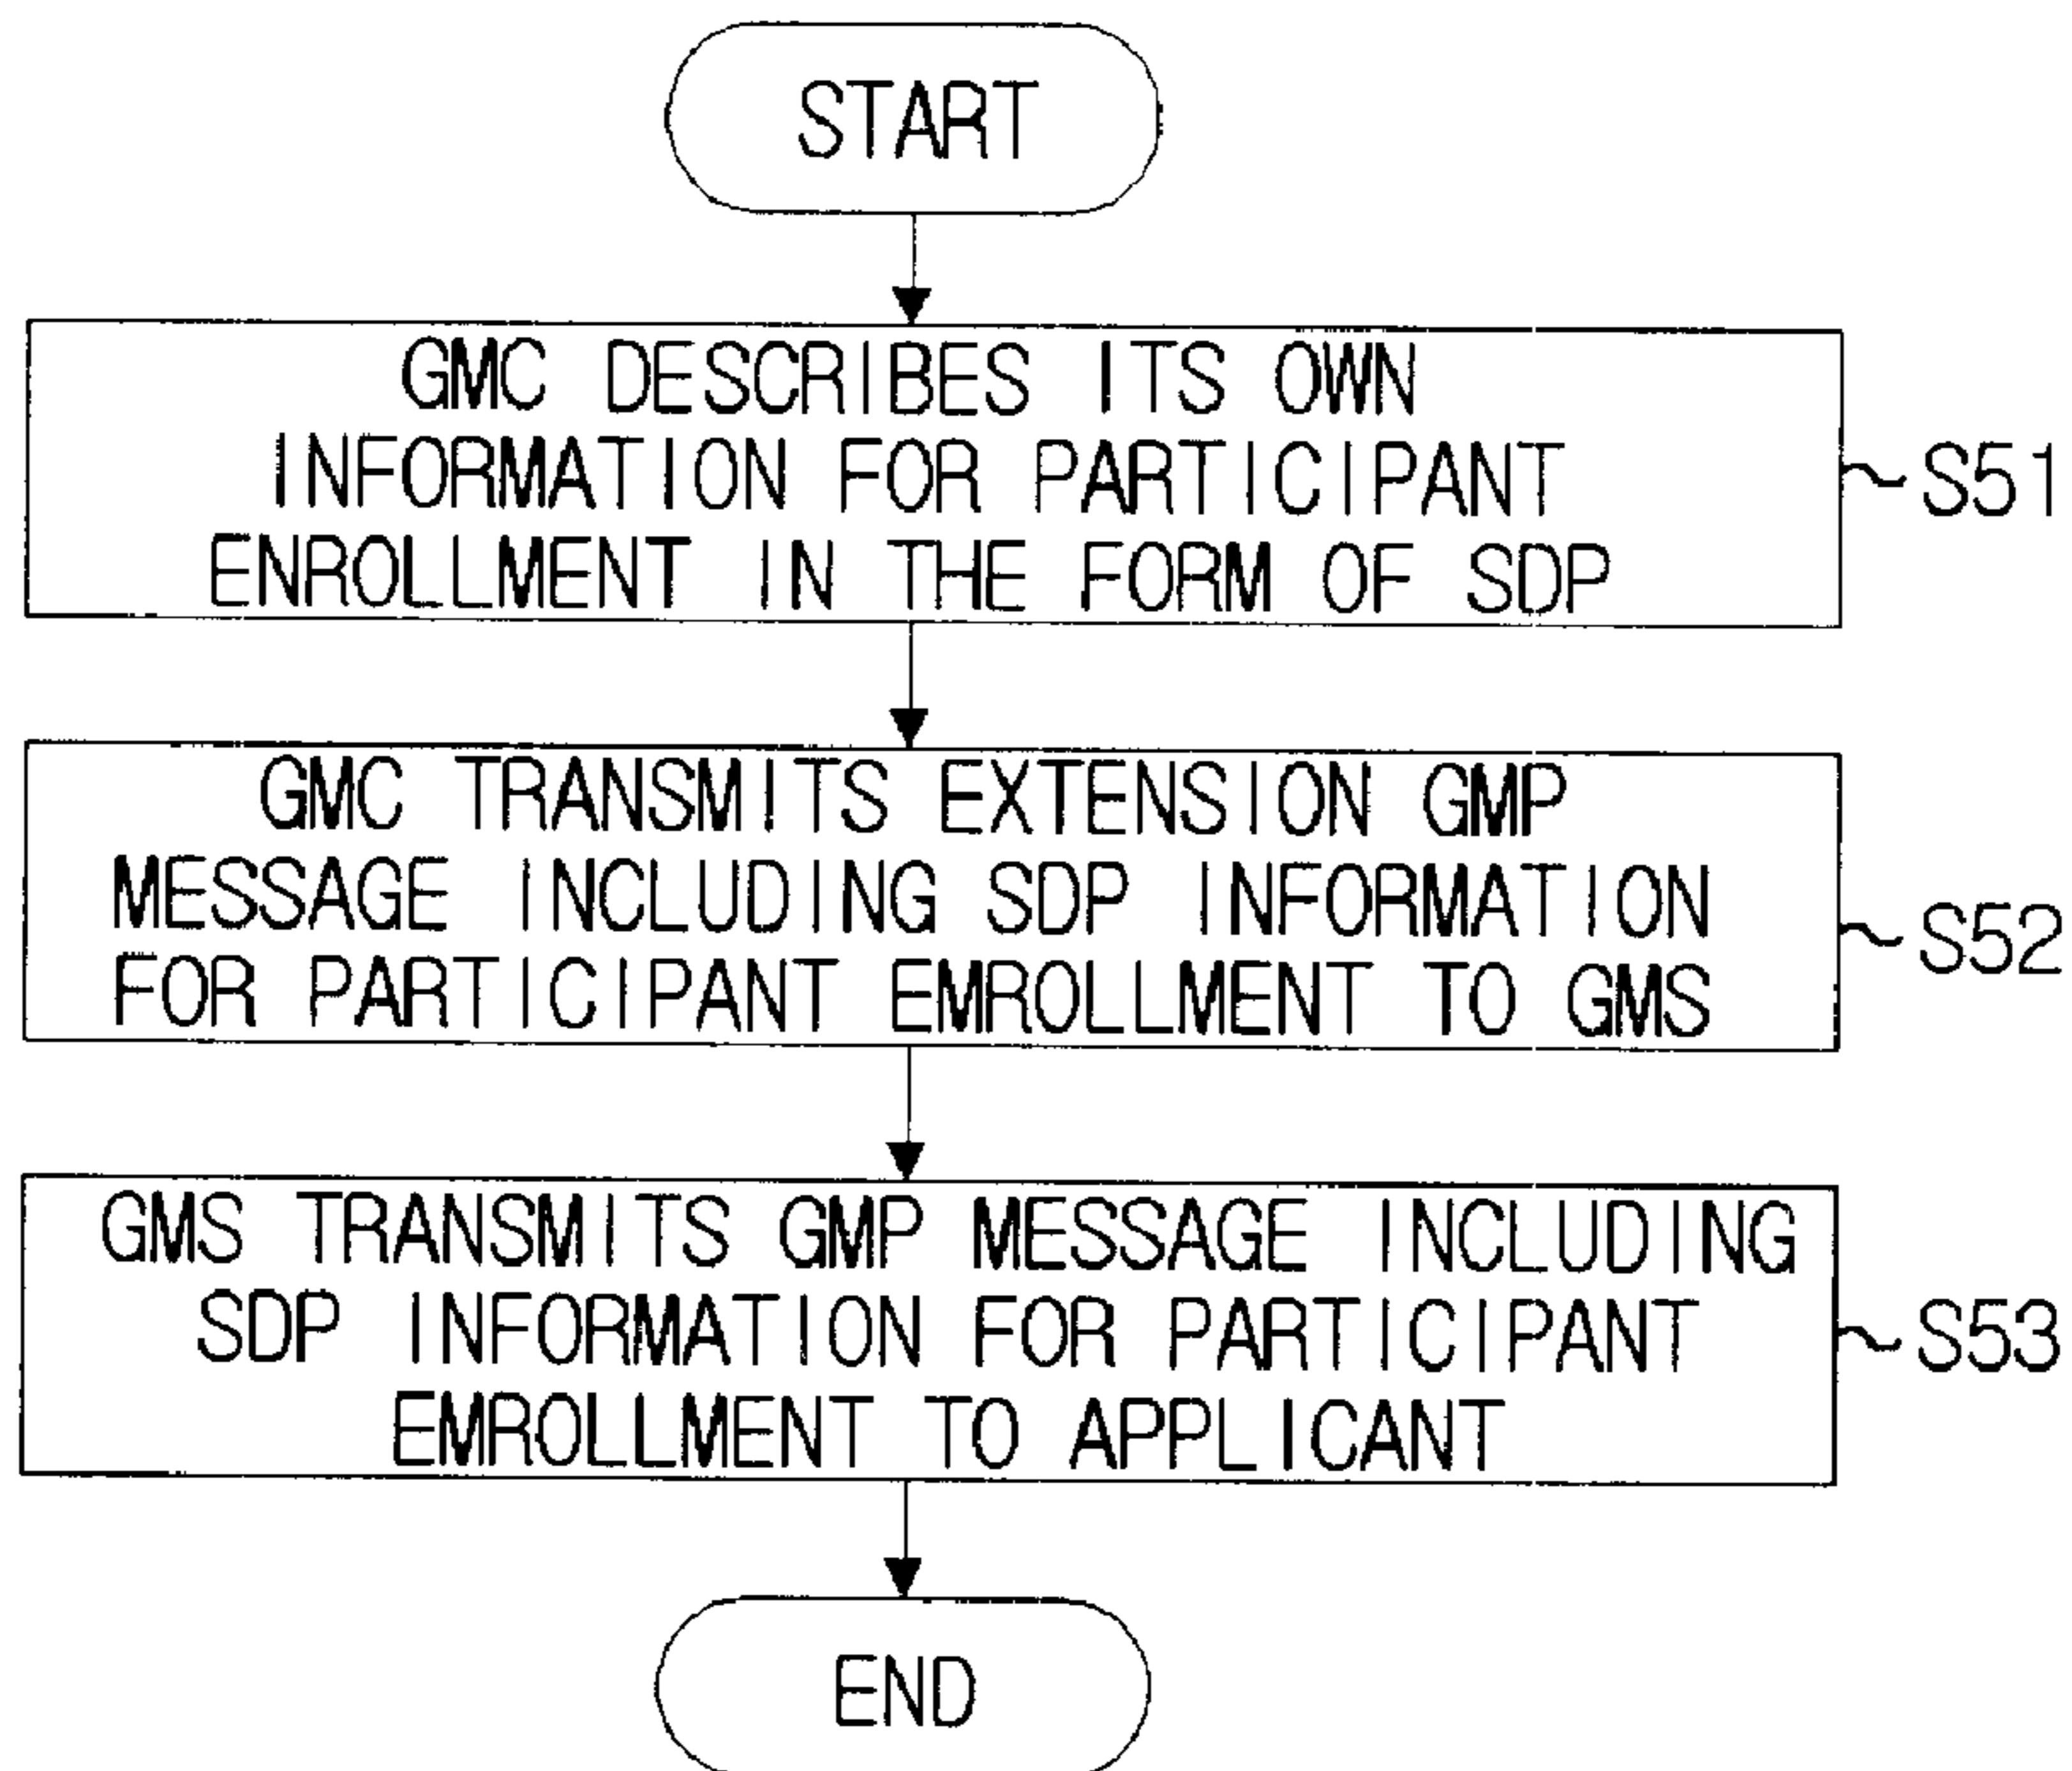 START
GMC DESCRIBES ITS OWN
INFORMATION FOR PARTICIPANT
ENROLLMENT IN THE FORM OF SDP
S51
GMC TRANSMITS EXTENSION GMP
MESSAGE INCLUDING SDP INFORMATION
FOR PARTICIPANT EMROLLMENT TO GMS
S52
GMS TRANSMITS GMP MESSAGE INCLUDING
SDP INFORMATION FOR PARTICIPANT
EMROLLMENT TO APPLICANT
S53
END